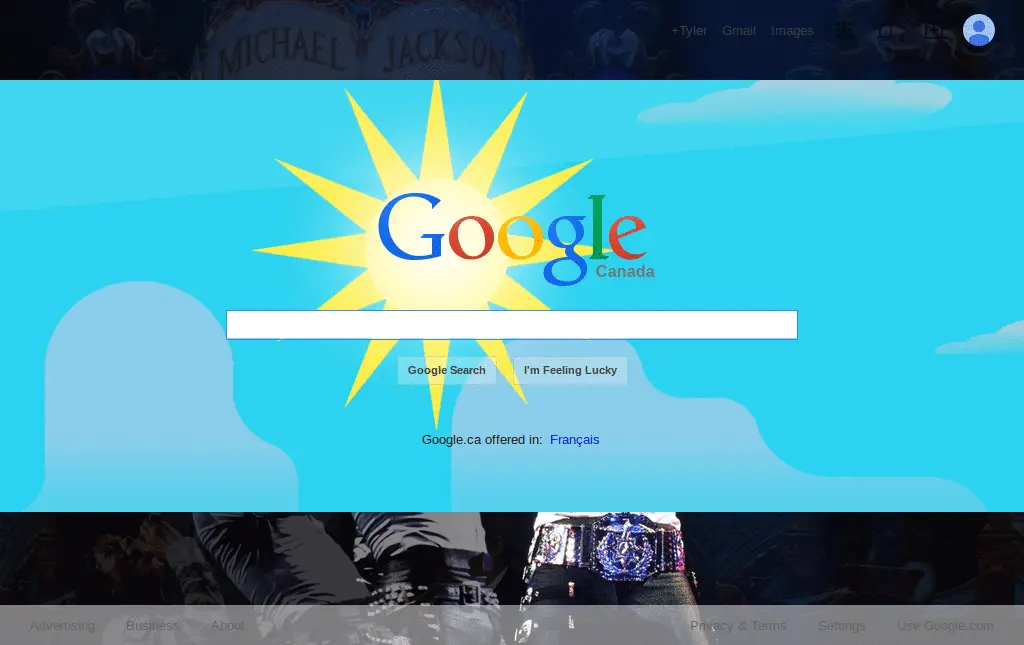 MICHAEL JACKSON
+Tyler Gmail Images
Google
Canada
Google Search I'm Feeling Lucky
Google.ca offered in: Français
Advertising Business About Privacy & Terms Settings Use Google.com